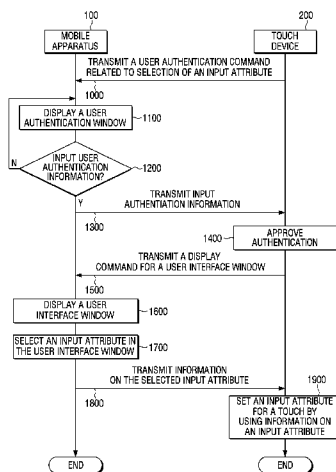 100
200
MOBILE
APPARATUS
TOUCH
DEVICE
TRANSMIT A USER AUTHENTICATION COMMAND
RELATED TO SELECTION OF AN INPUT ATTRIBUTE
1000
DISPLAY A USER
AUTHENTICATION WINDOW
1100
N
INPUT USER
AUTHENTICATION
INFORMATION?
1200
Y
TRANSMIT INPUT
AUTHENTIATION INFORMATION
1300
1400
APPROVE
AUTHENTICATION
TRANSMIT A DISPLAY
COMMAND FOR A USER INTERFACE WINDOW
1500
DISPLAY A USER
INTERFACE WINDOW
1600
SELECT AN INPUT ATTRIBUTE IN
THE USER INTERFACE WINDOW
1700
TRANSMIT INFORMATION
ON THE SELECTED INPUT ATTRIBUTE
1800
1900
SET AN INPUT ATTRIBUTE
FOR A TOUCH BY
USING INFORMATION ON
AN INPUT ATTRIBUTE
END
END